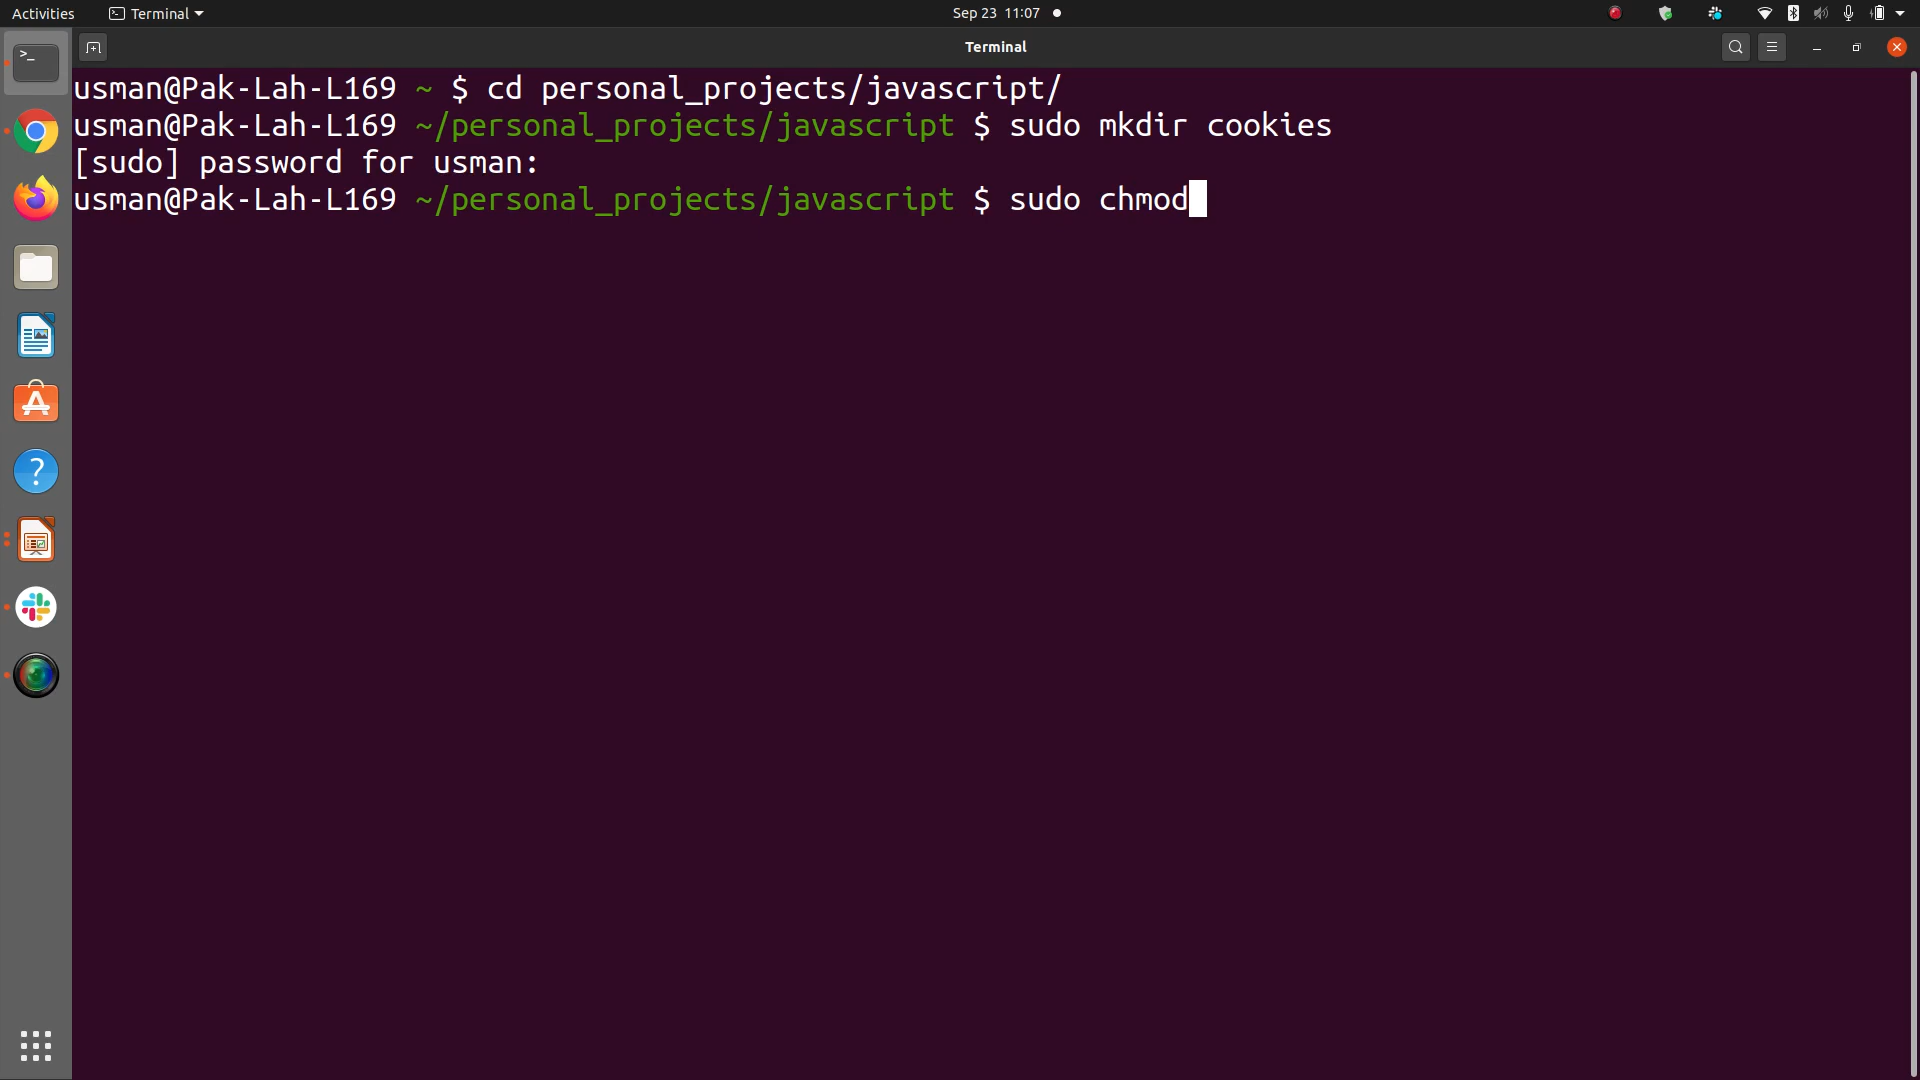 Activities Terminal Sep 23 11:07
Terminal
usman@Pak-Lah-L169 ~ $ cd personal_projects/javascript/
usman@Pak-Lah-L169 ~/personal_projects/javascript $ sudo mkdir cookies
[sudo] password for usman:
usman@Pak-Lah-L169 ~/personal_projects/javascript $ sudo chmod